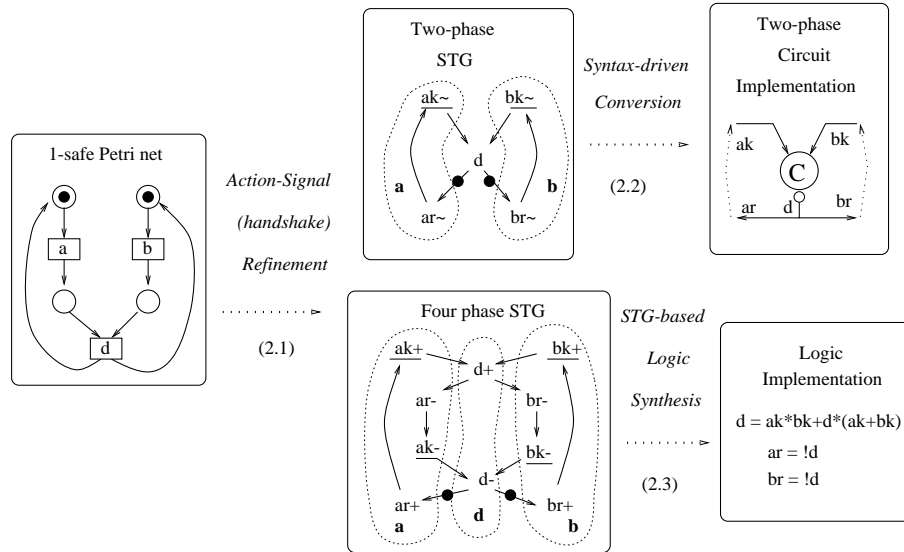 1-safe Petri net
a
b
d
Action-Signal
(handshake)
Refinement
(2.1)
Two-phase
STG
ak~
bk~
d
a
b
ar~
br~
Syntax-driven
Conversion
(2.2)
Two-phase
Circuit
Implementation
ak
bk
C
ar
d
br
Four phase STG
ak+
bk+
d+
ar-
br-
ak-
bk-
d-
ar+
br+
a
d
b
STG-based
Logic
Synthesis
(2.3)
Logic
Implementation
d = ak*bk+d*(ak+bk)
ar = !d
br = !d